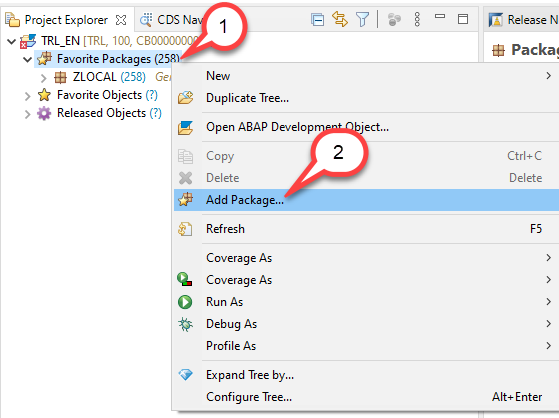 Project Explorer CDS Nav Release N
TRL_EN [TRL, 100, CB00000000
Packa
Favorite Packages (258)
ZLOCAL (258)
Favorite Objects (?)
Released Objects (?)
1
New
Duplicate Tree...
Open ABAP Development Object...
2
Copy Ctrl+C
Delete Delete
Add Package...
Refresh F5
Coverage As
Coverage As
Run As
Debug As
Profile As
Expand Tree by...
Configure Tree... Alt+Enter